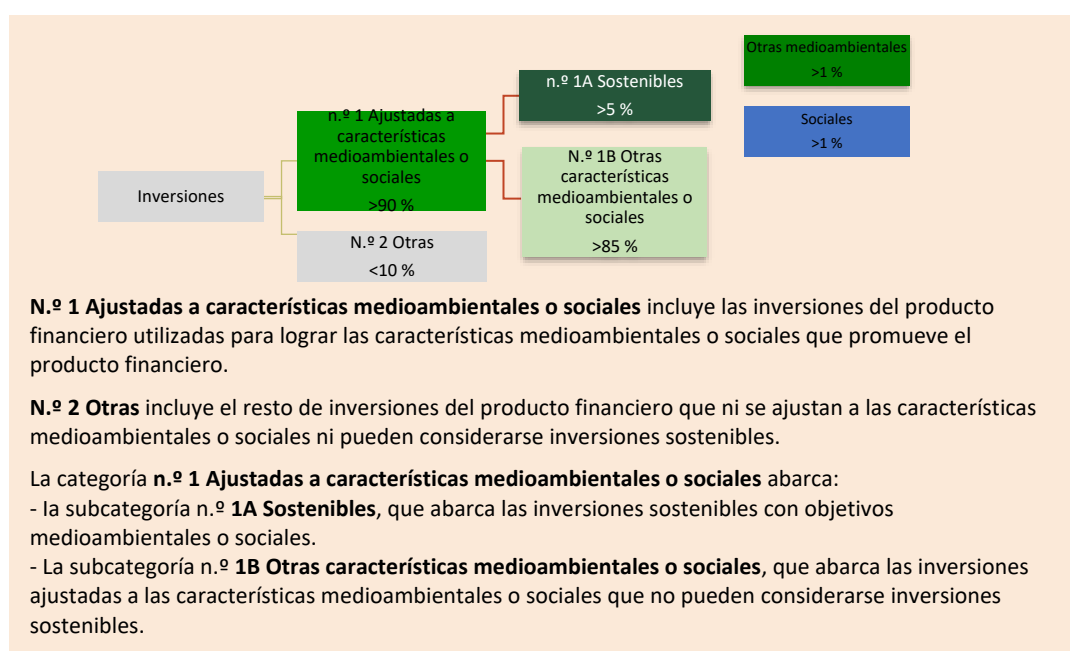 Inversiones
n.º 1 Ajustadas a
características
medioambientales o
sociales
>90 %
N.º 2 Otras
<10 %
n.º 1A Sostenibles
>5 %
N.º 1B Otras
características
medioambientales o
sociales
>85 %
Otras medioambientales
>1 %
Sociales
>1 %
N.º 1 Ajustadas a características medioambientales o sociales incluye las inversiones del producto
financiero utilizadas para lograr las características medioambientales o sociales que promueve el
producto financiero.
N.º 2 Otras incluye el resto de inversiones del producto financiero que ni se ajustan a las características
medioambientales o sociales ni pueden considerarse inversiones sostenibles.
La categoría n.º 1 Ajustadas a características medioambientales o sociales abarca:
- la subcategoría n.º 1A Sostenibles, que abarca las inversiones sostenibles con objetivos
medioambientales o sociales.
- La subcategoría n.º 1B Otras características medioambientales o sociales, que abarca las inversiones
ajustadas a las características medioambientales o sociales que no pueden considerarse inversiones
sostenibles.